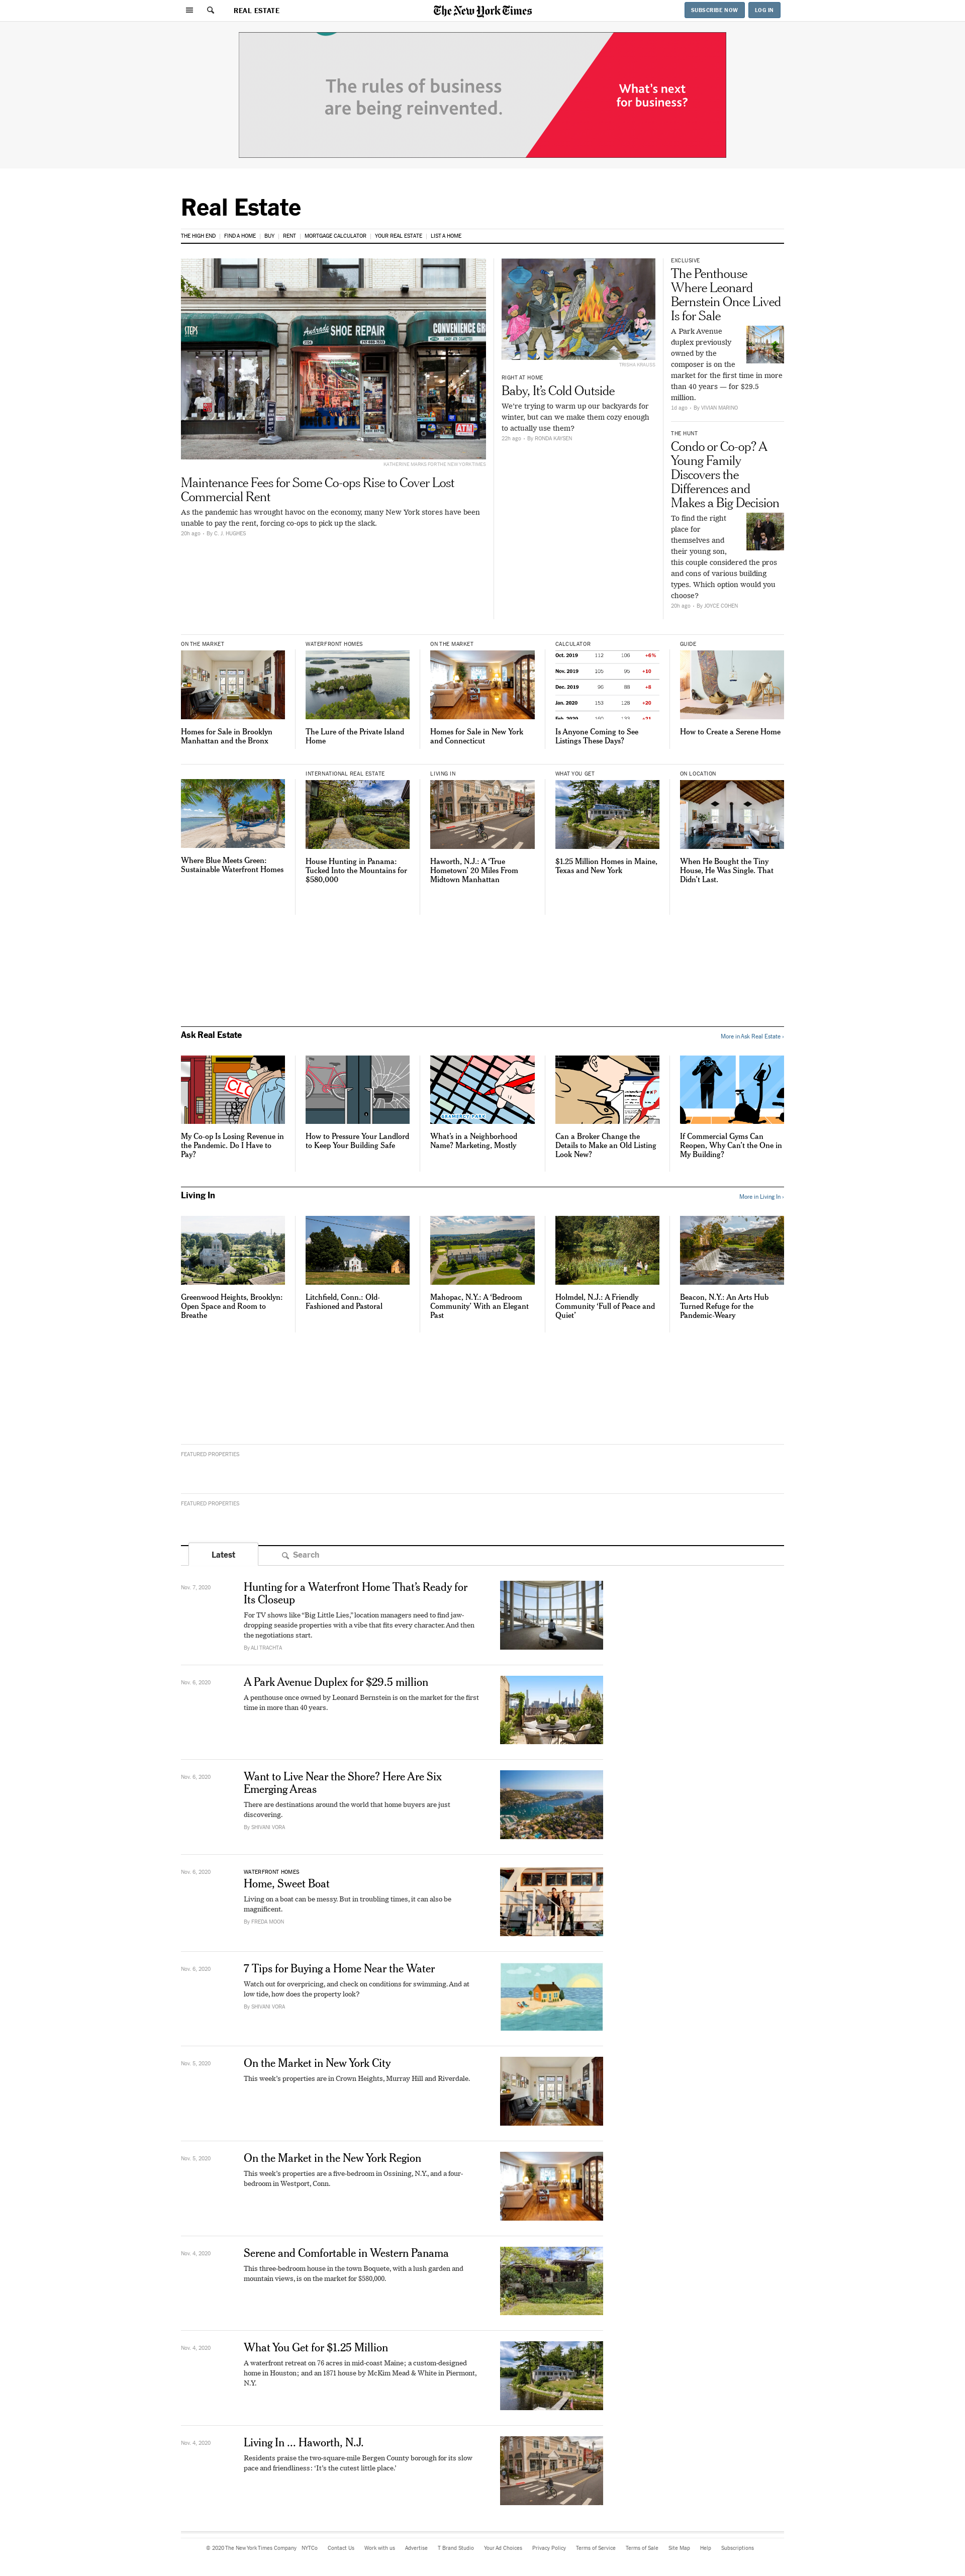 REAL ESTATE
The New York Times
SUBSCRIBE NOW
LOG IN
The rules of business
are being reinvented.
What's next
for business?
Real Estate
THE HIGH END
FIND A HOME
BUY
RENT
MORTGAGE CALCULATOR
YOUR REAL ESTATE
LIST A HOME
STEPS
Andrade SHOE REPAIR
CONVENIENCE GR
ATM
KATHERINE MARKS FOR THE NEW YORK TIMES
Maintenance Fees for Some Co-ops Rise to Cover Lost
Commercial Rent
As the pandemic has wrought havoc on the economy, many New York stores have been
unable to pay the rent, forcing co-ops to pick up the slack.
20h ago - By C. J. HUGHES
TRISHA KRAUSS
RIGHT AT HOME
Baby, It's Cold Outside
We're trying to warm up our backyards for
winter, but can we make them cozy enough
to actually use them?
22h ago - By RONDA KAYSEN
EXCLUSIVE
The Penthouse
Where Leonard
Bernstein Once Lived
Is for Sale
A Park Avenue
duplex previously
owned by the
composer is on the
market for the first time in more
than 40 years — for $29.5
million.
1d ago - By VIVIAN MARINO
THE HUNT
Condo or Co-op? A
Young Family
Discovers the
Differences and
Makes a Big Decision
To find the right
place for
themselves and
their young son,
this couple considered the pros
and cons of various building
types. Which option would you
choose?
20h ago - By JOYCE COHEN
ON THE MARKET
Homes for Sale in Brooklyn
Manhattan and the Bronx
WATERFRONT HOMES
The Lure of the Private Island
Home
ON THE MARKET
Homes for Sale in New York
and Connecticut
CALCULATOR
Oct. 2019 112 106 +6%
Nov. 2019 105 95 +10
Dec. 2019 96 88 +8
Jan. 2020 153 128 +20
Is Anyone Coming to See
Listings These Days?
GUIDE
How to Create a Serene Home
Where Blue Meets Green:
Sustainable Waterfront Homes
INTERNATIONAL REAL ESTATE
House Hunting in Panama:
Tucked Into the Mountains for
$580,000
LIVING IN
Haworth, N.J.: A 'True
Hometown' 20 Miles From
Midtown Manhattan
WHAT YOU GET
$1.25 Million Homes in Maine,
Texas and New York
ON LOCATION
When He Bought the Tiny
House, He Was Single. That
Didn't Last.
Ask Real Estate
More in Ask Real Estate ›
CLO
My Co-op Is Losing Revenue in
the Pandemic. Do I Have to
Pay?
How to Pressure Your Landlord
to Keep Your Building Safe
GRAMERCY PARK
What's in a Neighborhood
Name? Marketing, Mostly
Can a Broker Change the
Details to Make an Old Listing
Look New?
If Commercial Gyms Can
Reopen, Why Can't the One in
My Building?
Living In
More in Living In ›
Greenwood Heights, Brooklyn:
Open Space and Room to
Breathe
Litchfield, Conn.: Old-
Fashioned and Pastoral
Mahopac, N.Y.: A 'Bedroom
Community' With an Elegant
Past
Holmdel, N.J.: A Friendly
Community 'Full of Peace and
Quiet'
Beacon, N.Y.: An Arts Hub
Turned Refuge for the
Pandemic-Weary
FEATURED PROPERTIES
FEATURED PROPERTIES
Latest
Search
Nov. 7, 2020
Hunting for a Waterfront Home That's Ready for
Its Closeup
For TV shows like "Big Little Lies," location managers need to find jaw-
dropping seaside properties with a vibe that fits every character. And then
the negotiations start.
By ALI TRACHTA
Nov. 6, 2020
A Park Avenue Duplex for $29.5 million
A penthouse once owned by Leonard Bernstein is on the market for the first
time in more than 40 years.
Nov. 6, 2020
Want to Live Near the Shore? Here Are Six
Emerging Areas
There are destinations around the world that home buyers are just
discovering.
By SHIVANI VORA
Nov. 6, 2020
WATERFRONT HOMES
Home, Sweet Boat
Living on a boat can be messy. But in troubling times, it can also be
magnificent.
By FREDA MOON
Nov. 6, 2020
7 Tips for Buying a Home Near the Water
Watch out for overpricing, and check on conditions for swimming. And at
low tide, how does the property look?
By SHIVANI VORA
Nov. 5, 2020
On the Market in New York City
This week's properties are in Crown Heights, Murray Hill and Riverdale.
Nov. 5, 2020
On the Market in the New York Region
This week's properties are a five-bedroom in Ossining, N.Y., and a four-
bedroom in Westport, Conn.
Nov. 4, 2020
Serene and Comfortable in Western Panama
This three-bedroom house in the town Boquete, with a lush garden and
mountain views, is on the market for $580,000.
Nov. 4, 2020
What You Get for $1.25 Million
A waterfront retreat on 76 acres in mid-coast Maine; a custom-designed
home in Houston; and an 1871 house by McKim Mead & White in Piermont,
N.Y.
Nov. 4, 2020
Living In ... Haworth, N.J.
Residents praise the two-square-mile Bergen County borough for its slow
pace and friendliness: 'It's the cutest little place.'
© 2020 The New York Times Company NYTCo Contact Us Work with us Advertise T Brand Studio Your Ad Choices Privacy Policy Terms of Service Terms of Sale Site Map Help Subscriptions